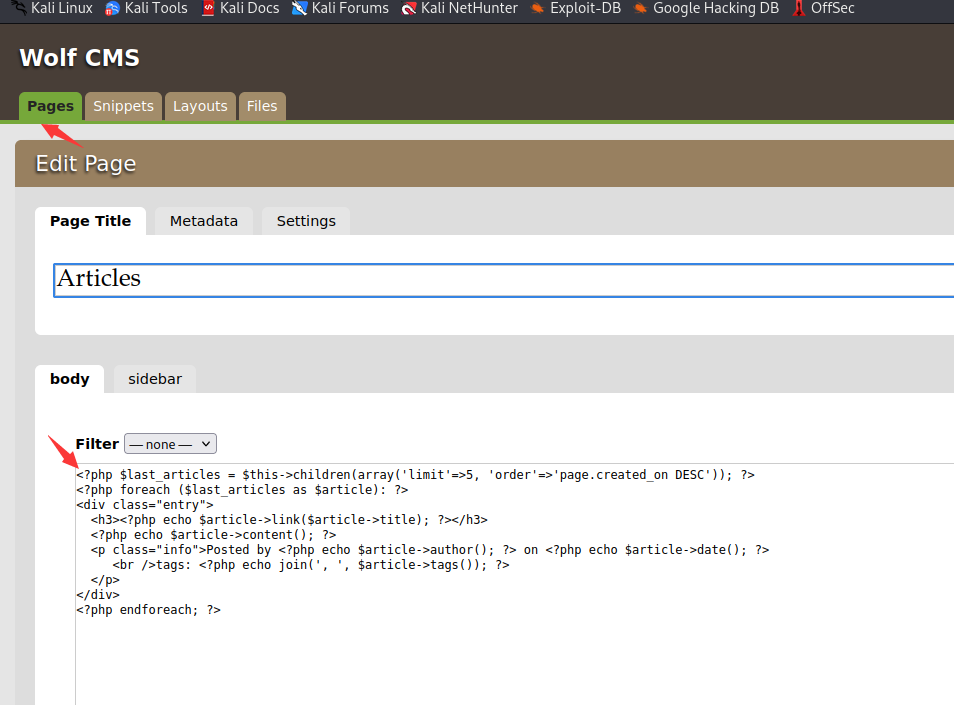 Kali Linux Kali Tools Kali Docs Kali Forums Kali NetHunter Exploit-DB Google Hacking DB OffSec
Wolf CMS
Pages Snippets Layouts Files
Edit Page
Page Title Metadata Settings
Articles
body sidebar
Filter — none —
<?php $last_articles = $this->children(array('limit'=>5, 'order'=>'page.created_on DESC')); ?>
<?php foreach ($last_articles as $article): ?>
<div class="entry">
  <h3><?php echo $article->link($article->title); ?></h3>
  <?php echo $article->content(); ?>
  <p class="info">Posted by <?php echo $article->author(); ?> on <?php echo $article->date(); ?>
     <br />tags: <?php echo join(', ', $article->tags()); ?>
  </p>
</div>
<?php endforeach; ?>